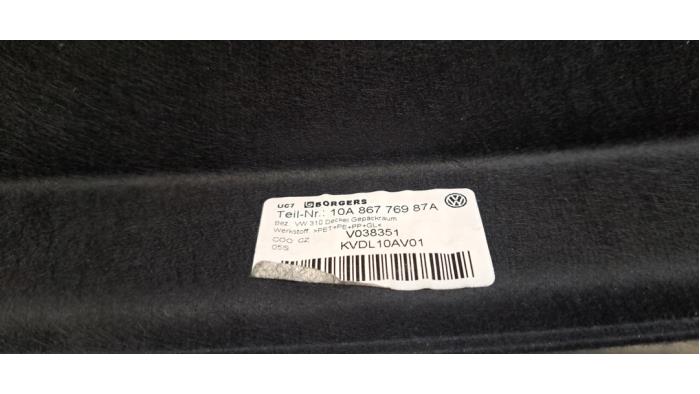 UC7 BÖRGERS
Teil-Nr.: 10A 867 769 87A
Bez.: VW 310 Deckel Gepäckraum
Werkstoff: >PET+PE+PP+GL<
V038351
COO CZ
KVDL10AV01
05S